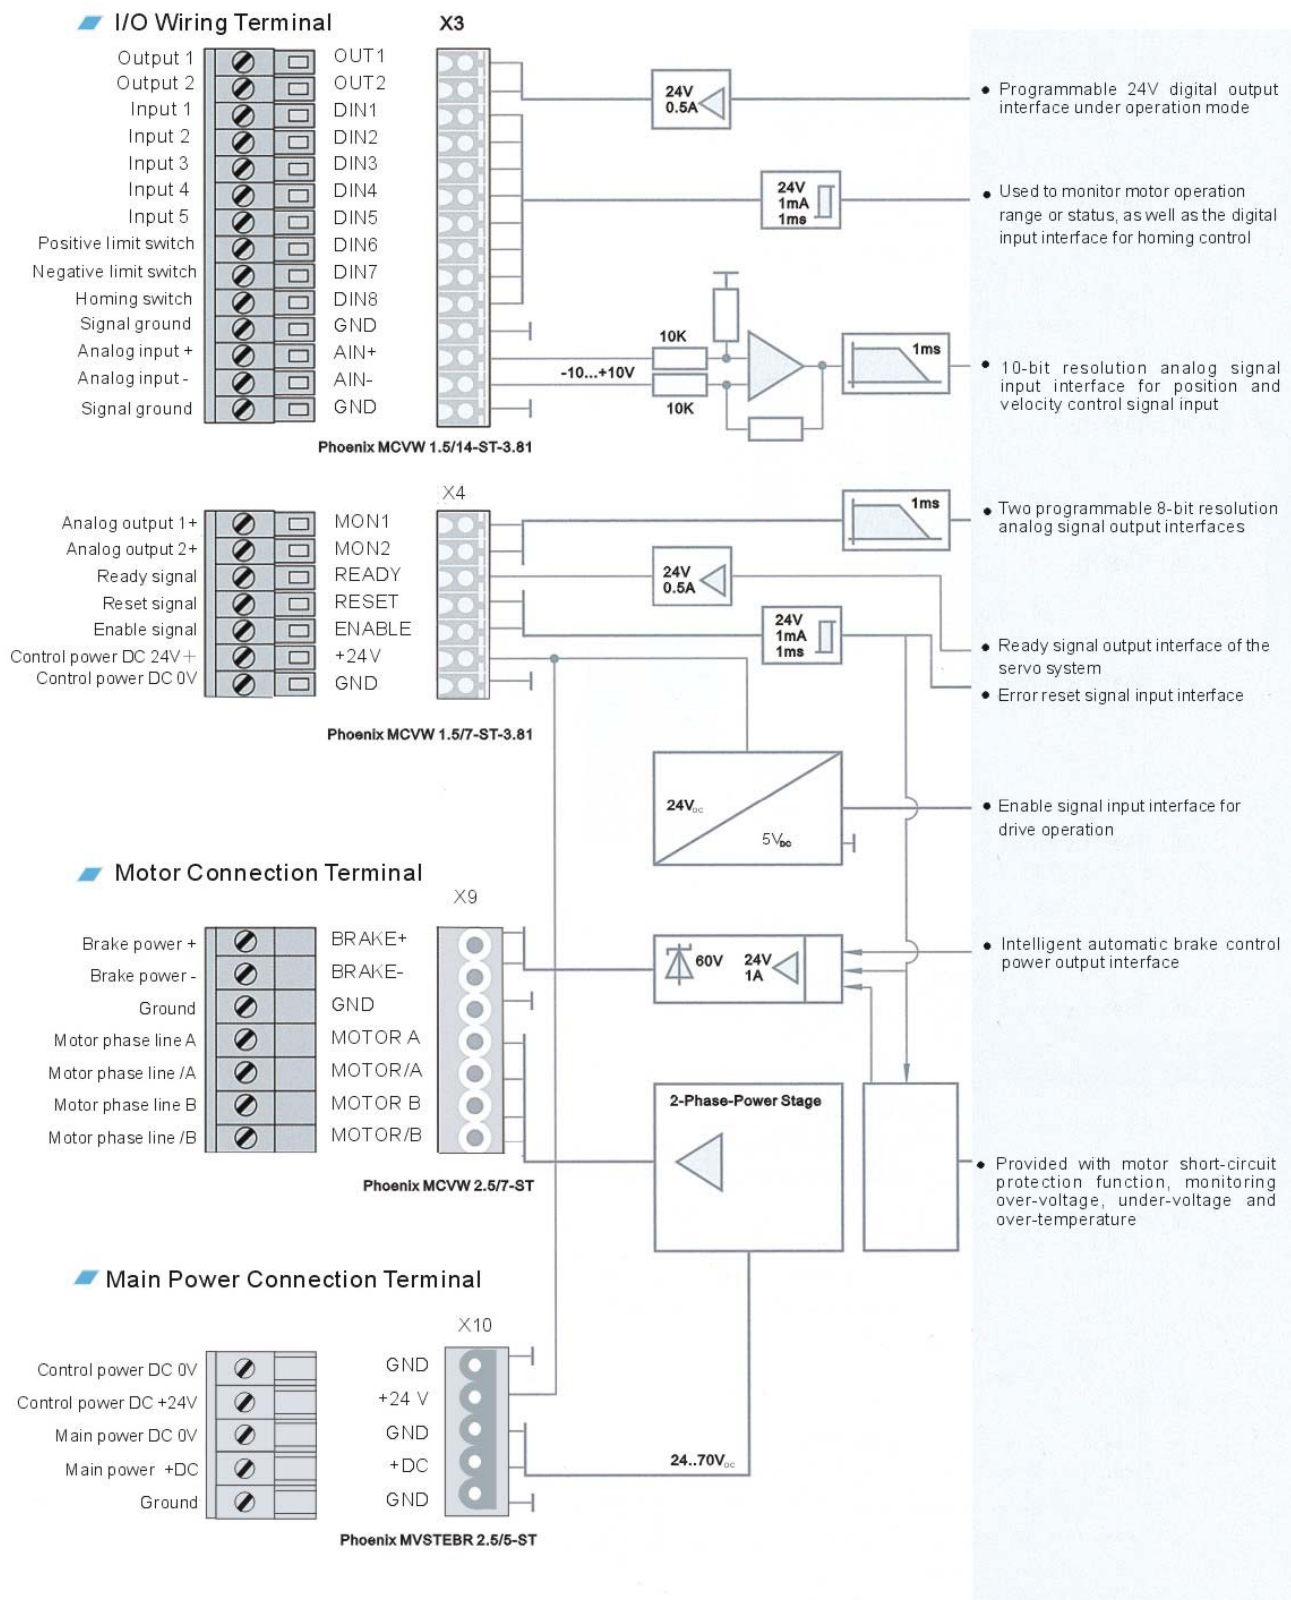 I/O Wiring Terminal
X3
Output 1
OUT1
Output 2
OUT2
Input 1
DIN1
Input 2
DIN2
Input 3
DIN3
Input 4
DIN4
Input 5
DIN5
Positive limit switch
DIN6
Negative limit switch
DIN7
Homing switch
DIN8
Signal ground
GND
Analog input +
AIN+
Analog input -
AIN-
Signal ground
GND
Phoenix MCVW 1.5/14-ST-3.81
24V
0.5A
24V
1mA
1ms
10K
-10...+10V
10K
1ms
Programmable 24V digital output
interface under operation mode
Used to monitor motor operation
range or status, as well as the digital
input interface for homing control
10-bit resolution analog signal
input interface for position and
velocity control signal input
X4
Analog output 1+
MON1
Analog output 2+
MON2
Ready signal
READY
Reset signal
RESET
Enable signal
ENABLE
Control power DC 24V+
+24V
Control power DC 0V
GND
Phoenix MCVW 1.5/7-ST-3.81
1ms
24V
0.5A
24V
1mA
1ms
24VDC
5VDC
Two programmable 8-bit resolution
analog signal output interfaces
Ready signal output interface of the
servo system
Error reset signal input interface
Enable signal input interface for
drive operation
Motor Connection Terminal
X9
Brake power +
BRAKE+
Brake power -
BRAKE-
Ground
GND
Motor phase line A
MOTOR A
Motor phase line /A
MOTOR/A
Motor phase line B
MOTOR B
Motor phase line /B
MOTOR/B
Phoenix MCVW 2.5/7-ST
60V
24V
1A
2-Phase-Power Stage
Intelligent automatic brake control
power output interface
Provided with motor short-circuit
protection function, monitoring
over-voltage, under-voltage and
over-temperature
Main Power Connection Terminal
X10
Control power DC 0V
GND
Control power DC +24V
+24 V
Main power DC 0V
GND
Main power +DC
+DC
Ground
GND
24..70VDC
Phoenix MVSTEBR 2.5/5-ST